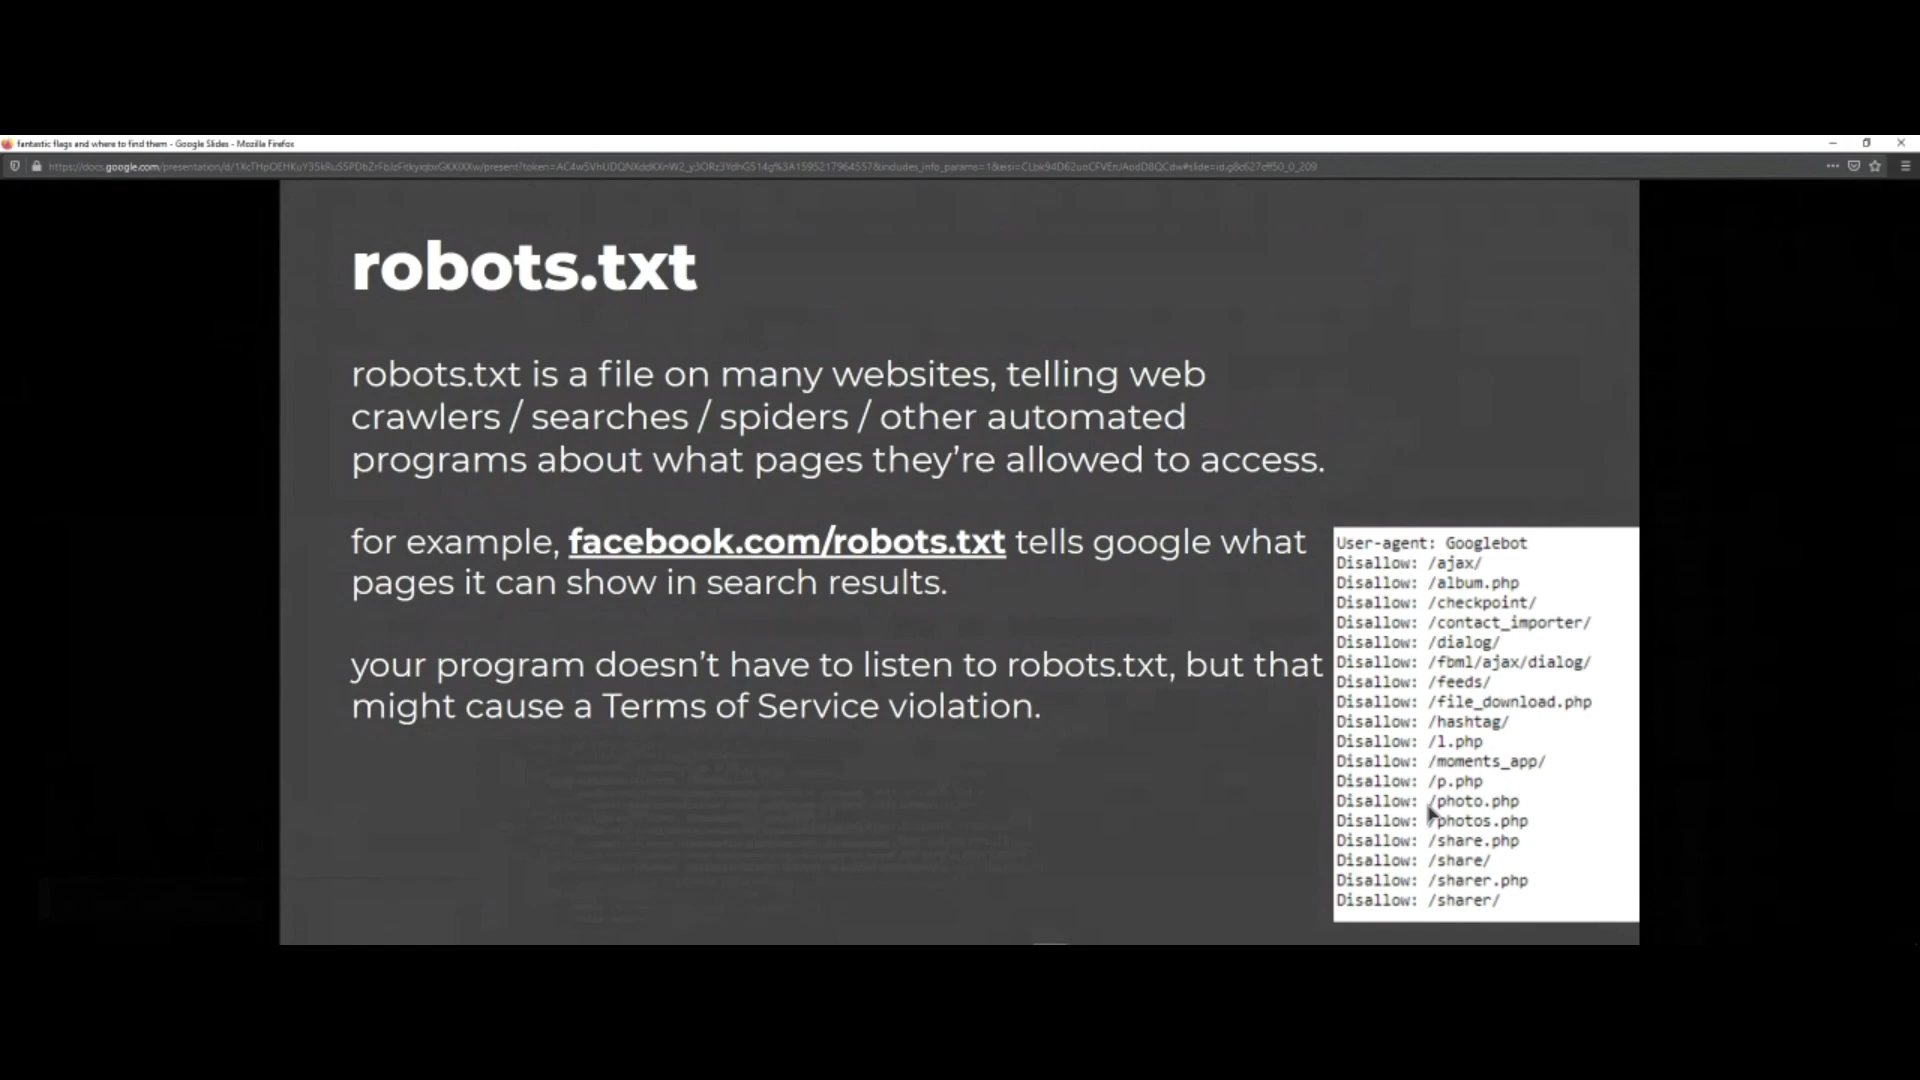 fantastic flags and where to find them - Google Slides - Mozilla Firefox
robots.txt
robots.txt is a file on many websites, telling web
crawlers / searches / spiders / other automated
programs about what pages they're allowed to access.
for example, facebook.com/robots.txt tells google what
pages it can show in search results.
your program doesn't have to listen to robots.txt, but that
might cause a Terms of Service violation.
User-agent: Googlebot
Disallow: /ajax/
Disallow: /album.php
Disallow: /checkpoint/
Disallow: /contact_importer/
Disallow: /dialog/
Disallow: /fbml/ajax/dialog/
Disallow: /feeds/
Disallow: /file_download.php
Disallow: /hashtag/
Disallow: /l.php
Disallow: /moments_app/
Disallow: /p.php
Disallow: /photo.php
Disallow: /photos.php
Disallow: /share.php
Disallow: /share/
Disallow: /sharer.php
Disallow: /sharer/